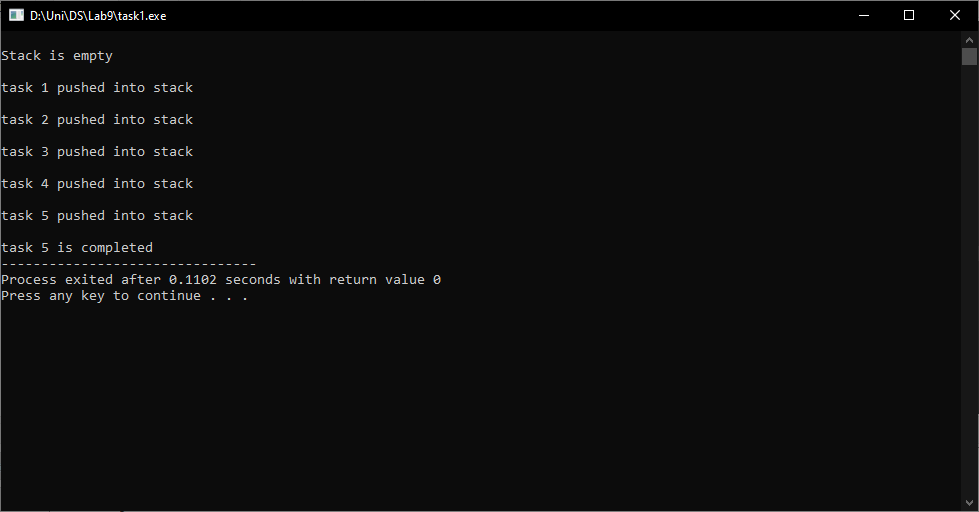 D:\Uni\DS\Lab9\task1.exe
Stack is empty
task 1 pushed into stack
task 2 pushed into stack
task 3 pushed into stack
task 4 pushed into stack
task 5 pushed into stack
task 5 is completed
--------------------------------
Process exited after 0.1102 seconds with return value 0
Press any key to continue . . .